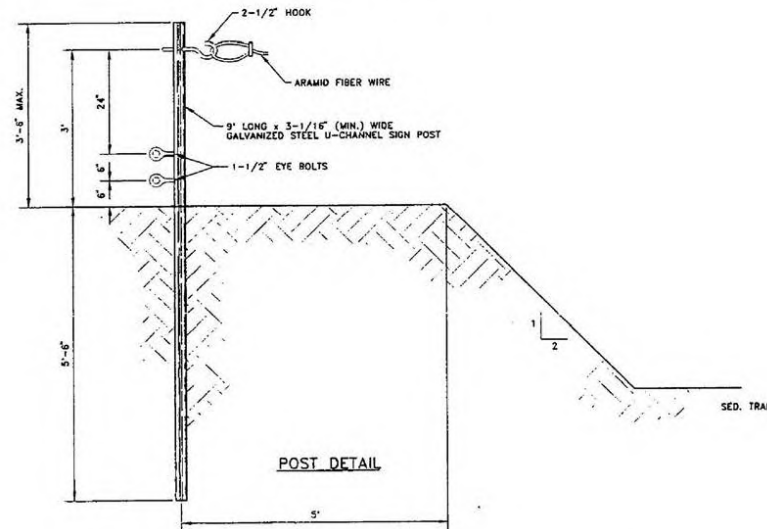 2-1/2" HOOK
ARAMID FIBER WIRE
3'-6" MAX.
3'
24"
9' LONG x 3-1/16" (MIN.) WIDE
GALVANIZED STEEL U-CHANNEL SIGN POST
1-1/2" EYE BOLTS
6"
6"
5'-6"
1
2
SED. TRA
POST DETAIL
5'